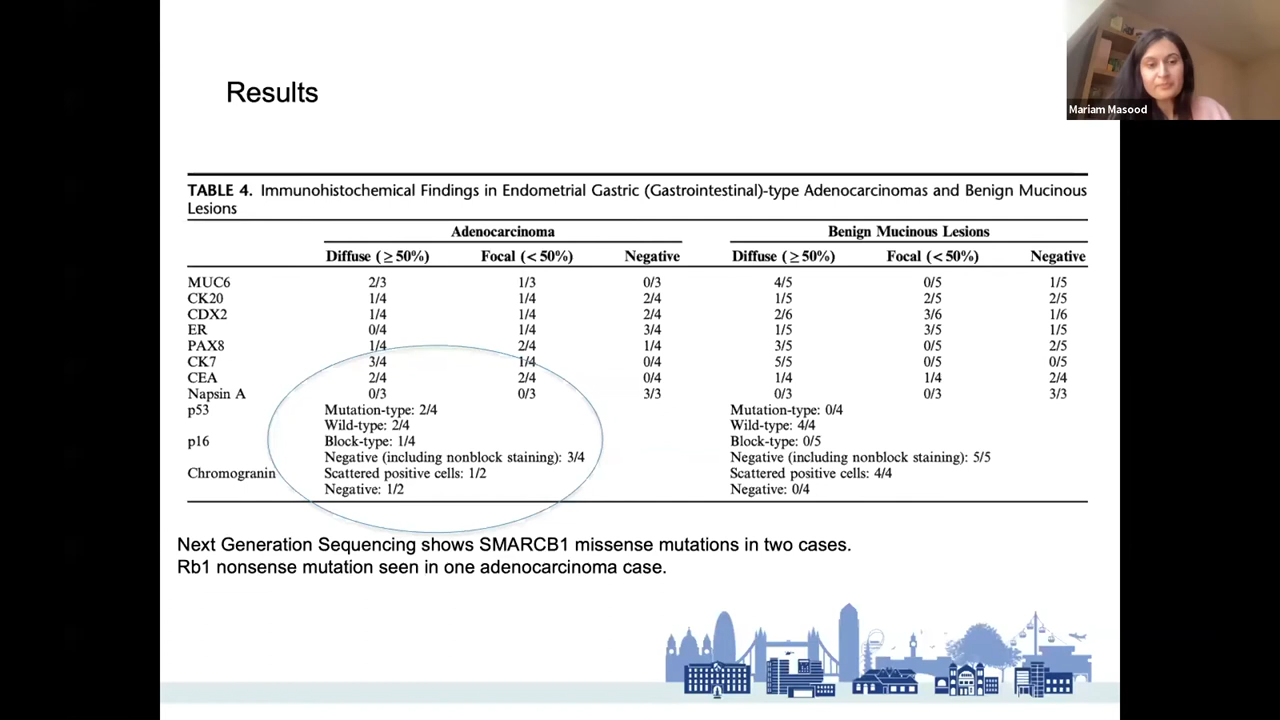 Results
Mariam Masood
TABLE 4. Immunohistochemical Findings in Endometrial Gastric (Gastrointestinal)-type Adenocarcinomas and Benign Mucinous
Lesions
Adenocarcinoma Benign Mucinous Lesions
Diffuse (≥ 50%) Focal (< 50%) Negative Diffuse (≥ 50%) Focal (< 50%) Negative
MUC6 2/3 1/3 0/3 4/5 0/5 1/5
CK20 1/4 1/4 2/4 1/5 2/5 2/5
CDX2 1/4 1/4 2/4 2/6 3/6 1/6
ER 0/4 1/4 3/4 1/5 3/5 1/5
PAX8 1/4 2/4 1/4 3/5 0/5 2/5
CK7 3/4 1/4 0/4 5/5 0/5 0/5
CEA 2/4 2/4 0/4 1/4 1/4 2/4
Napsin A 0/3 0/3 3/3 0/3 0/3 3/3
p53 Mutation-type: 2/4 Mutation-type: 0/4
Wild-type: 2/4 Wild-type: 4/4
p16 Block-type: 1/4 Block-type: 0/5
Negative (including nonblock staining): 3/4 Negative (including nonblock staining): 5/5
Chromogranin Scattered positive cells: 1/2 Scattered positive cells: 4/4
Negative: 1/2 Negative: 0/4
Next Generation Sequencing shows SMARCB1 missense mutations in two cases.
Rb1 nonsense mutation seen in one adenocarcinoma case.